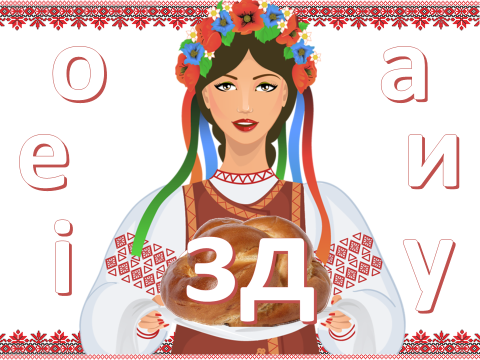 о а
е и
і у
зд